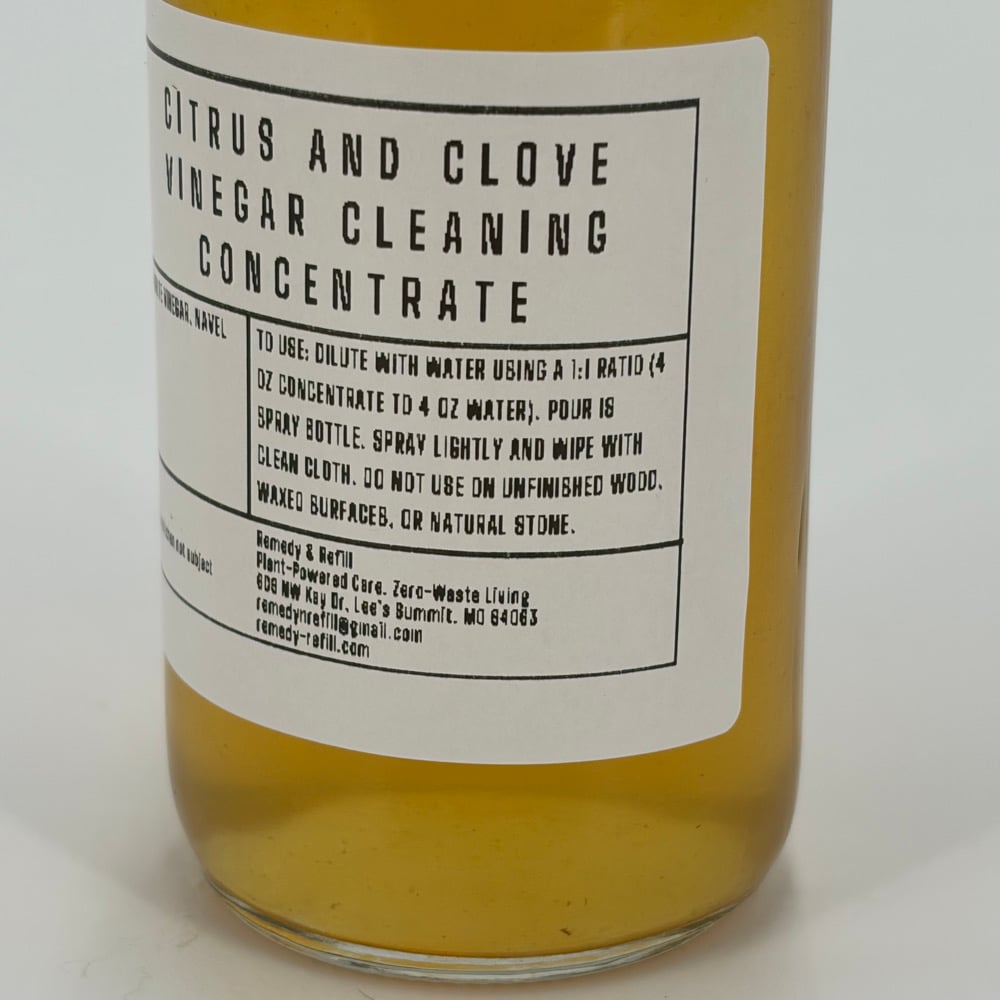 CITRUS AND CLOVE
VINEGAR CLEANING
CONCENTRATE
VINEGAR, NAVEL
TO USE: DILUTE WITH WATER USING A 1:1 RATIO (4
OZ CONCENTRATE TO 4 OZ WATER). POUR IS
SPRAY BOTTLE. SPRAY LIGHTLY AND WIPE WITH
CLEAN CLOTH. DO NOT USE ON UNFINISHED WOOD,
WAXED SURFACES, OR NATURAL STONE.
not subject
Remedy & Refill
Plant-Powered Care. Zero-Waste Living
608 NW Kay Dr, Lee's Summit. MO 64063
remedynrefill@gmail.com
remedy-refill.com